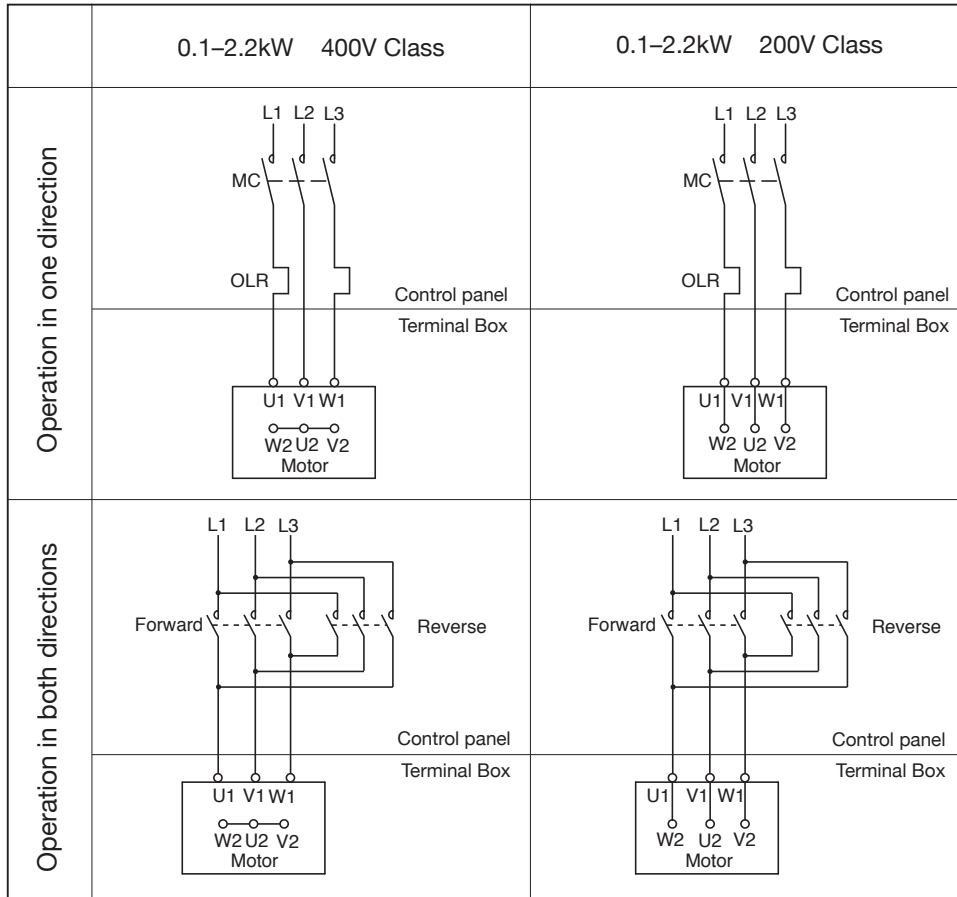 0.1–2.2kW 400V Class
0.1–2.2kW 200V Class
Operation in one direction
L1 L2 L3
MC
OLR
Control panel
Terminal Box
U1 V1 W1
W2 U2 V2
Motor
L1 L2 L3
MC
OLR
Control panel
Terminal Box
U1 V1 W1
W2 U2 V2
Motor
Operation in both directions
L1 L2 L3
Forward
Reverse
Control panel
Terminal Box
U1 V1 W1
W2 U2 V2
Motor
L1 L2 L3
Forward
Reverse
Control panel
Terminal Box
U1 V1 W1
W2 U2 V2
Motor